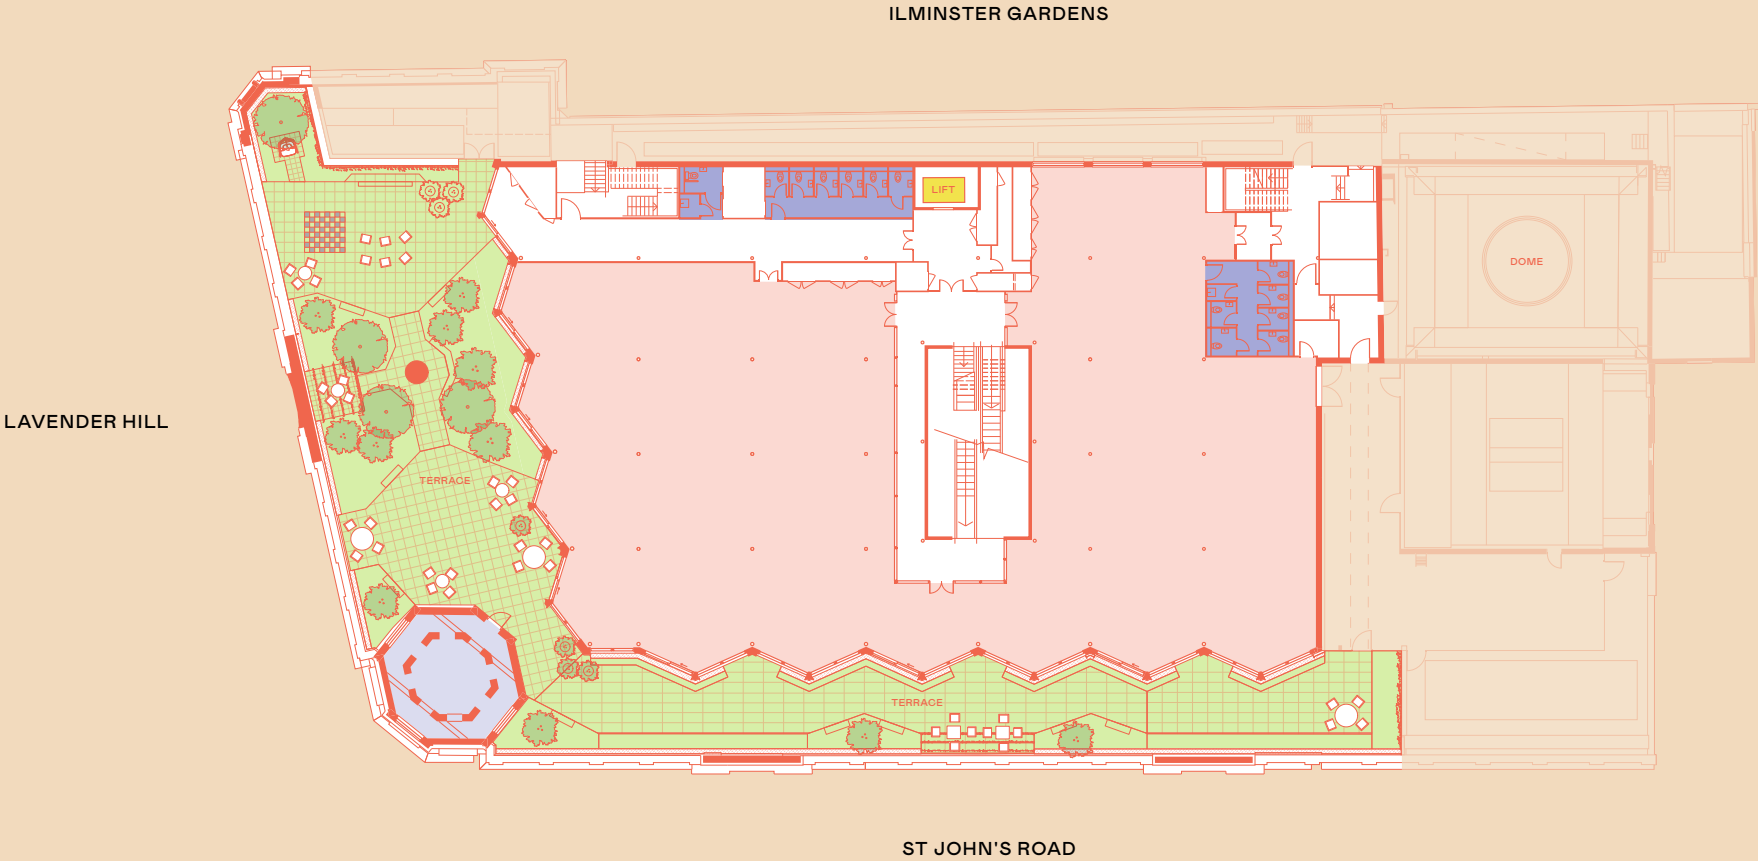 ILMINSTER GARDENS
LIFT
DOME
LAVENDER HILL
TERRACE
TERRACE
ST JOHN'S ROAD